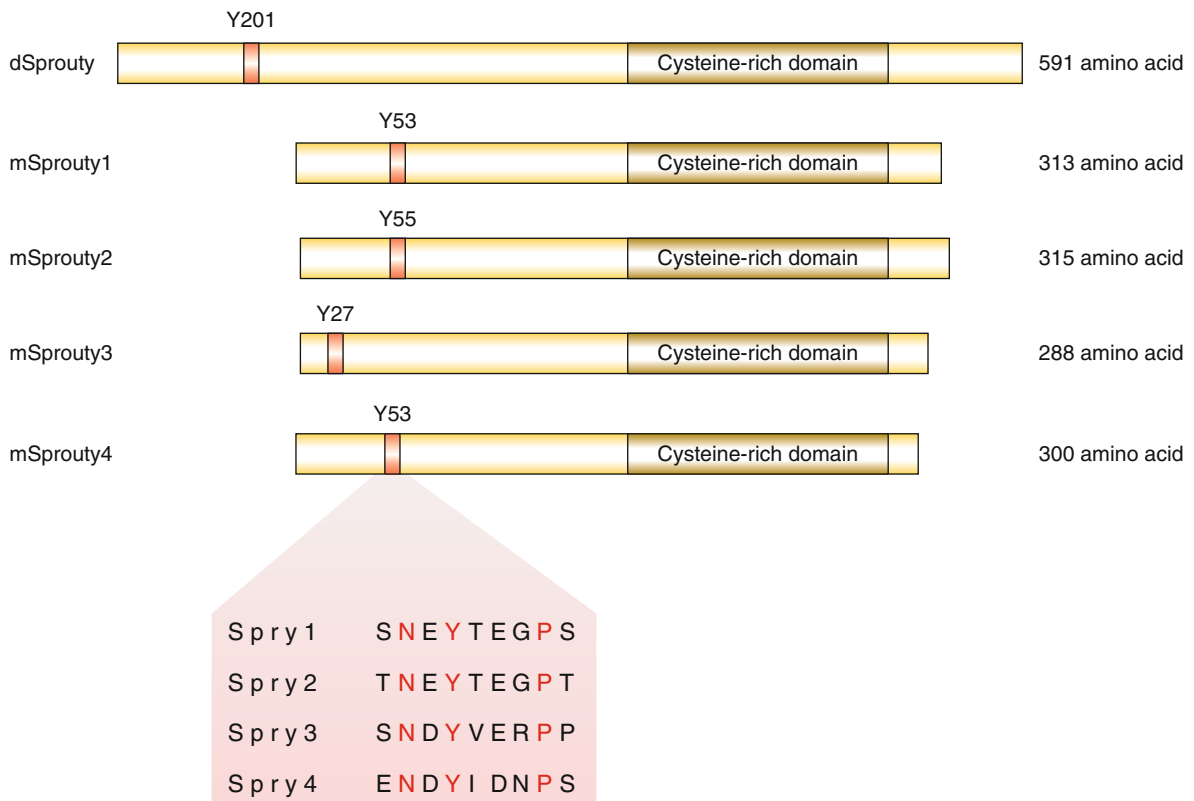 Y201
dSprouty Cysteine-rich domain 591 amino acid
Y53
mSprouty1 Cysteine-rich domain 313 amino acid
Y55
mSprouty2 Cysteine-rich domain 315 amino acid
Y27
mSprouty3 Cysteine-rich domain 288 amino acid
Y53
mSprouty4 Cysteine-rich domain 300 amino acid
Spry1 SNEYTEGPS
Spry2 TNEYTEGPT
Spry3 SNDYVERPP
Spry4 ENDYIDNPS